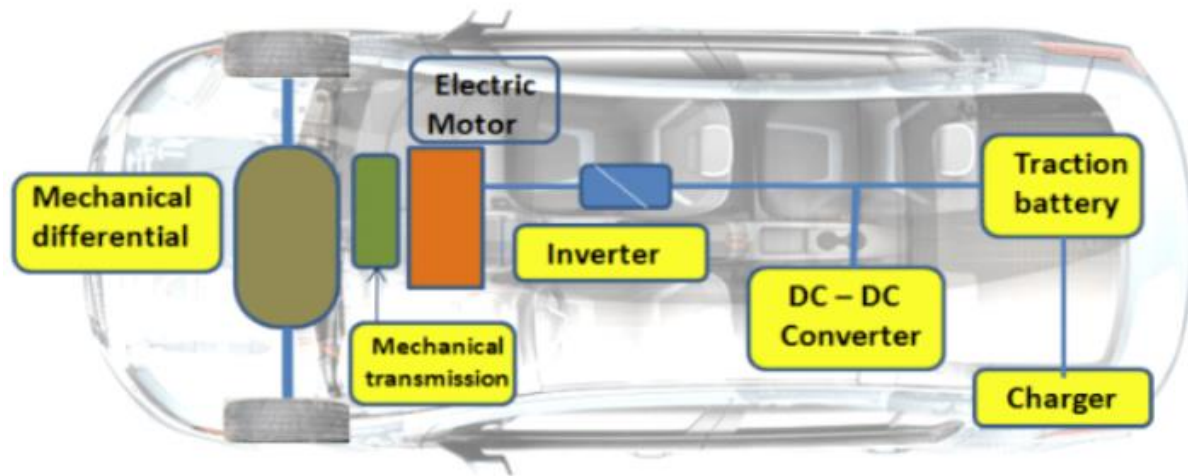 Electric
Motor
Mechanical
differential
Inverter
Traction
battery
DC – DC
Converter
Mechanical
transmission
Charger